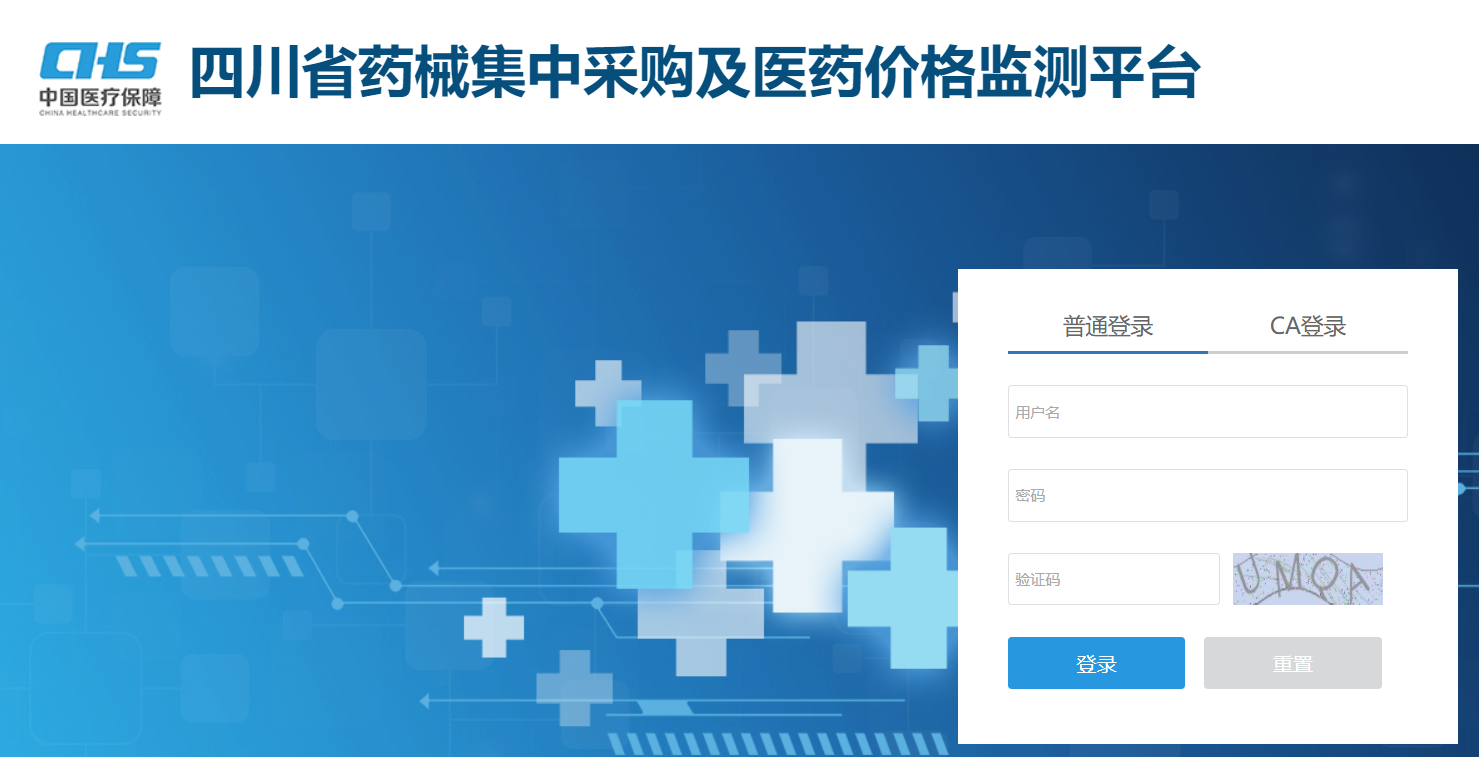 CHS
中国医疗保障
CHINA HEALTHCARE SECURITY
四川省药械集中采购及医药价格监测平台
普通登录 CA登录
用户名
密码
验证码
登录 重置